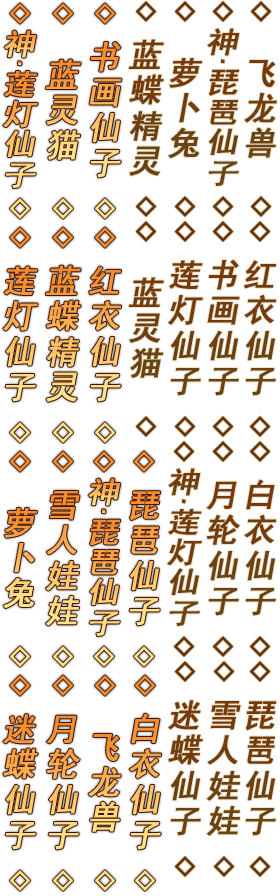 神·莲灯仙子
蓝灵猫
书画仙子
蓝蝶精灵
萝卜兔
神·琵琶仙子
飞龙兽
莲灯仙子
蓝蝶精灵
红衣仙子
蓝灵猫
莲灯仙子
书画仙子
红衣仙子
萝卜兔
雪人娃娃
神·琵琶仙子
琵琶仙子
神·莲灯仙子
月轮仙子
白衣仙子
迷蝶仙子
月轮仙子
飞龙兽
白衣仙子
迷蝶仙子
雪人娃娃
琵琶仙子